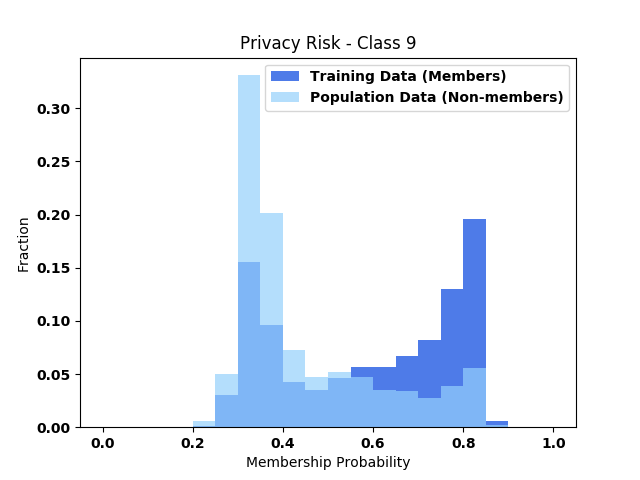 Privacy Risk - Class 9
Training Data (Members)
Population Data (Non-members)
Fraction
0.30
0.25
0.20
0.15
0.10
0.05
0.00
0.0 0.2 0.4 0.6 0.8 1.0
Membership Probability